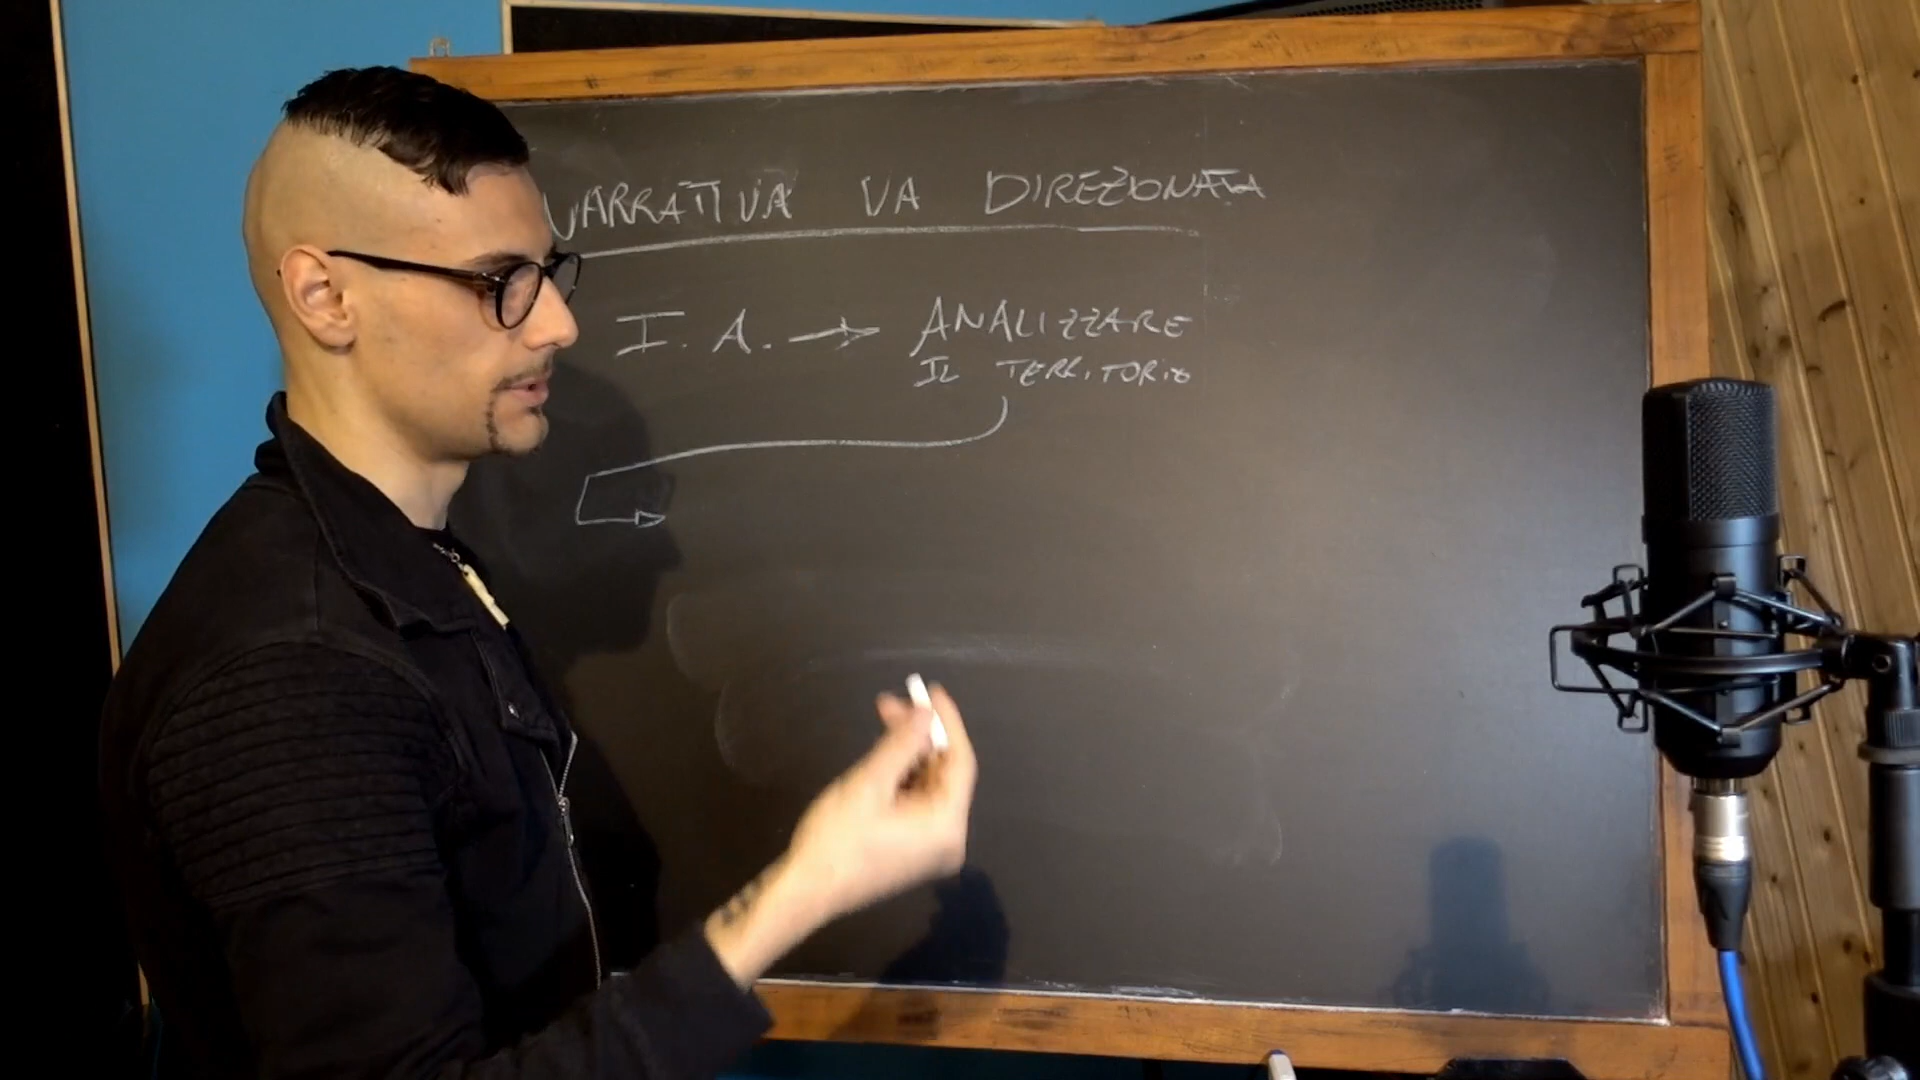 NARRATIVA VA DIREZIONATA
I. A. → ANALIZZARE
IL TERRITORIO